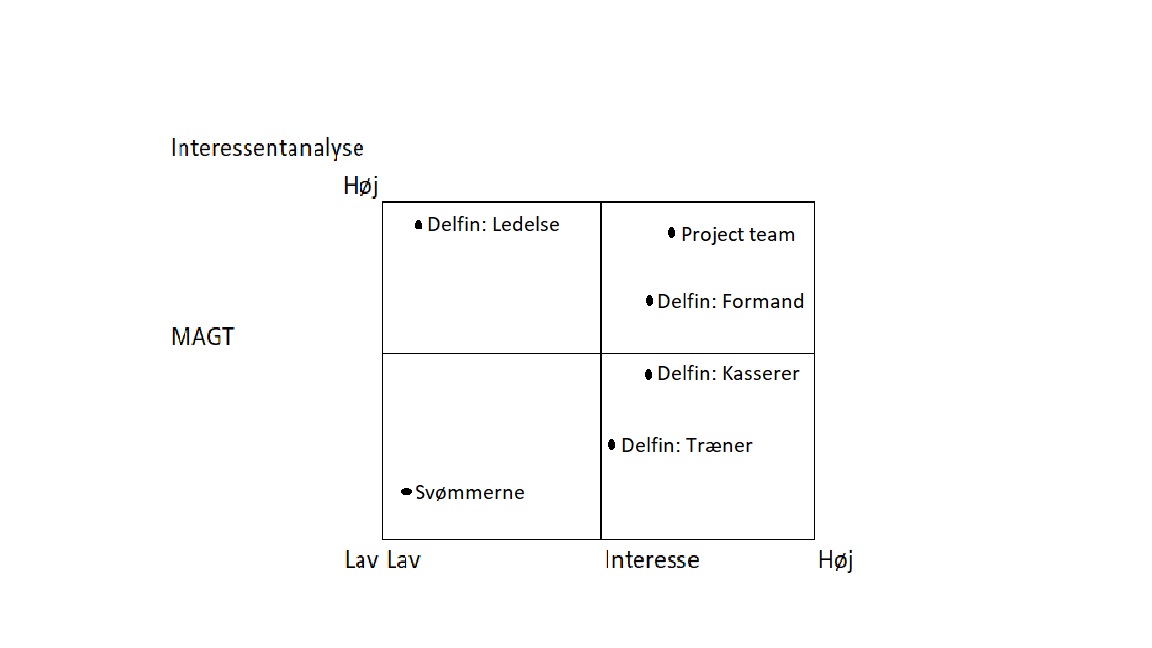 Interessentanalyse
Høj
Delfin: Ledelse
Project team
Delfin: Formand
MAGT
Delfin: Kasserer
Delfin: Træner
Svømmerne
Lav Lav Interesse Høj